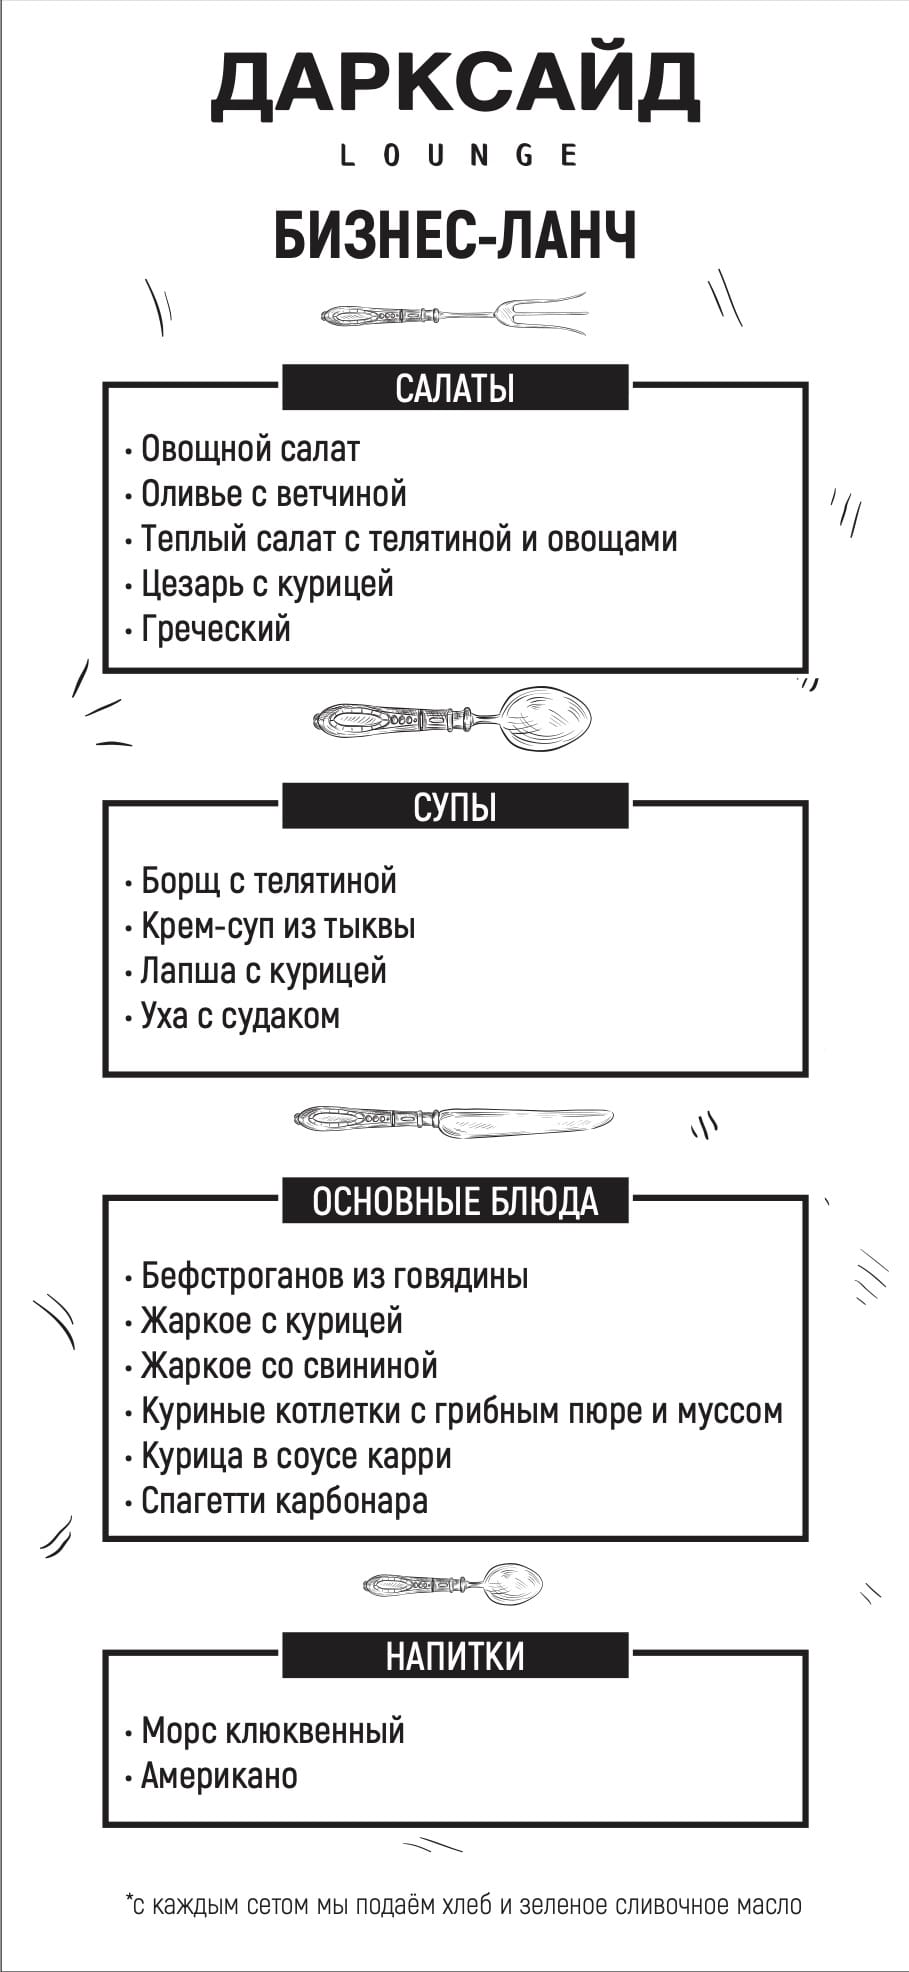 ДАРКСАЙД
LOUNGE
БИЗНЕС-ЛАНЧ
САЛАТЫ
• Овощной салат
• Оливье с ветчиной
• Теплый салат с телятиной и овощами
• Цезарь с курицей
• Греческий
СУПЫ
• Борщ с телятиной
• Крем-суп из тыквы
• Лапша с курицей
• Уха с судаком
ОСНОВНЫЕ БЛЮДА
• Бефстроганов из говядины
• Жаркое с курицей
• Жаркое со свининой
• Куриные котлетки с грибным пюре и муссом
• Курица в соусе карри
• Спагетти карбонара
НАПИТКИ
• Морс клюквенный
• Американо
*с каждым сетом мы подаём хлеб и зеленое сливочное масло